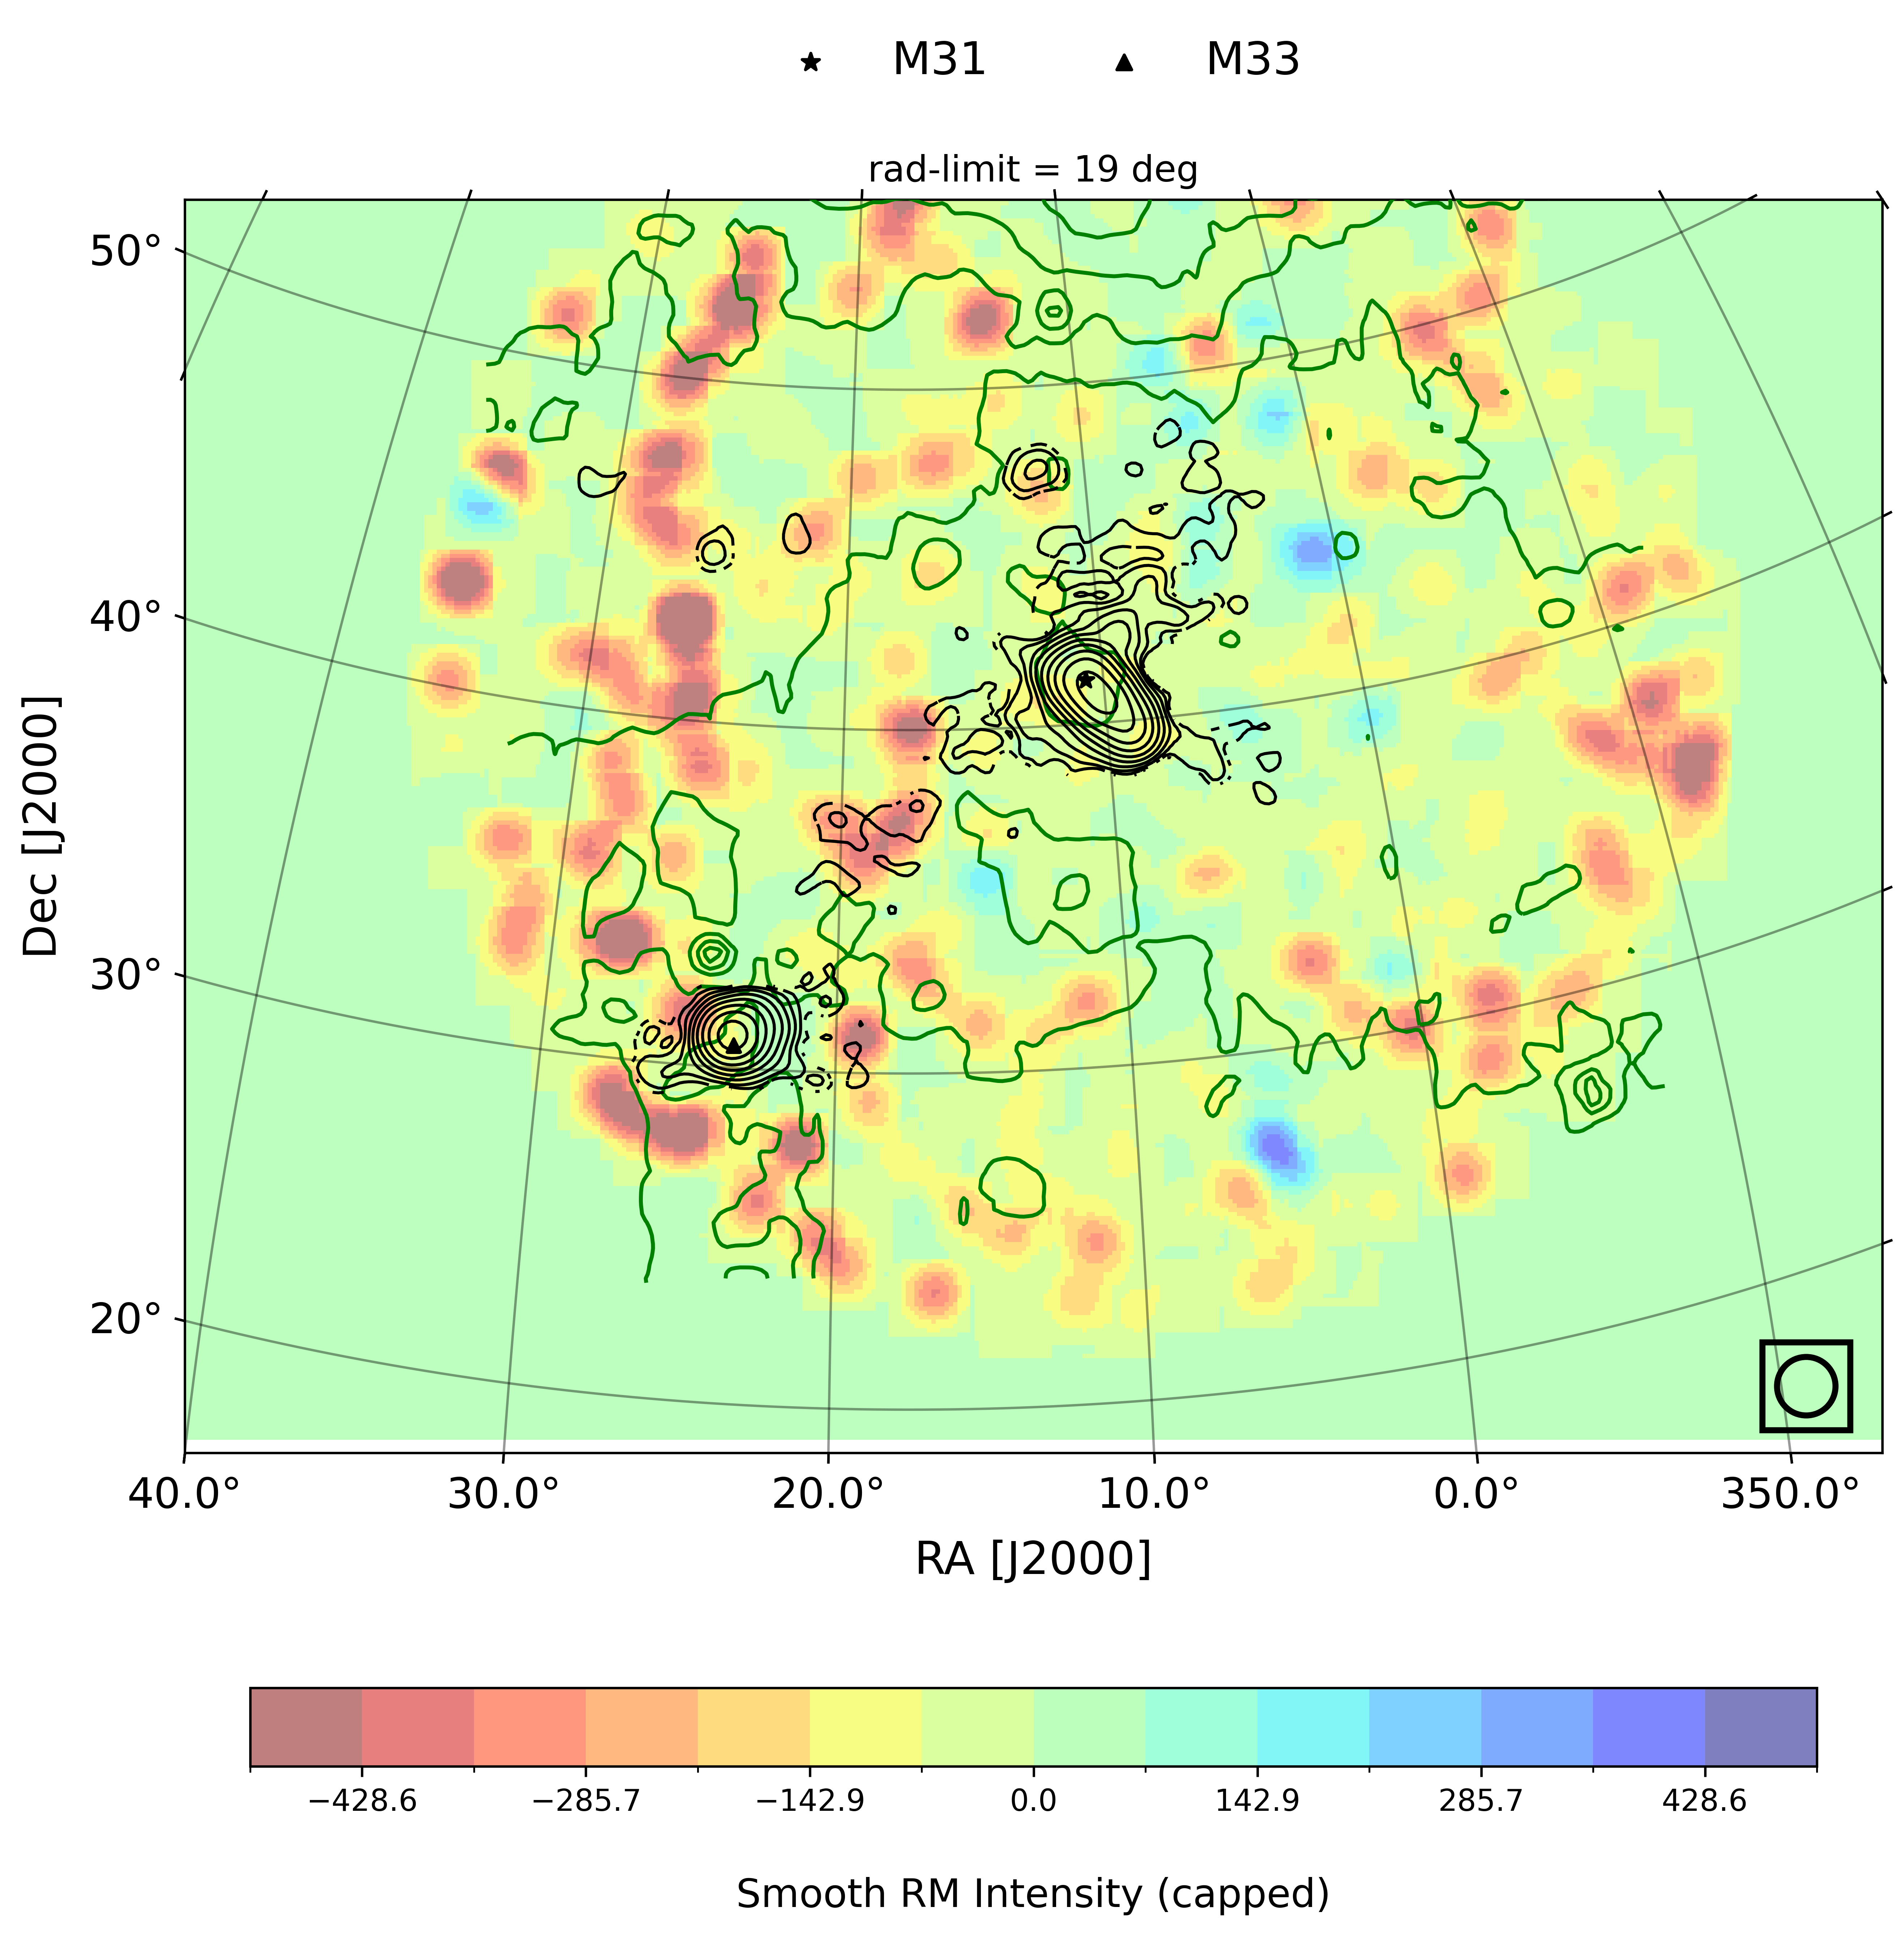 M31 M33
rad-limit = 19 deg
50°
40°
30°
20°
Dec [J2000]
40.0° 30.0° 20.0° 10.0° 0.0° 350.0°
RA [J2000]
−428.6 −285.7 −142.9 0.0 142.9 285.7 428.6
Smooth RM Intensity (capped)